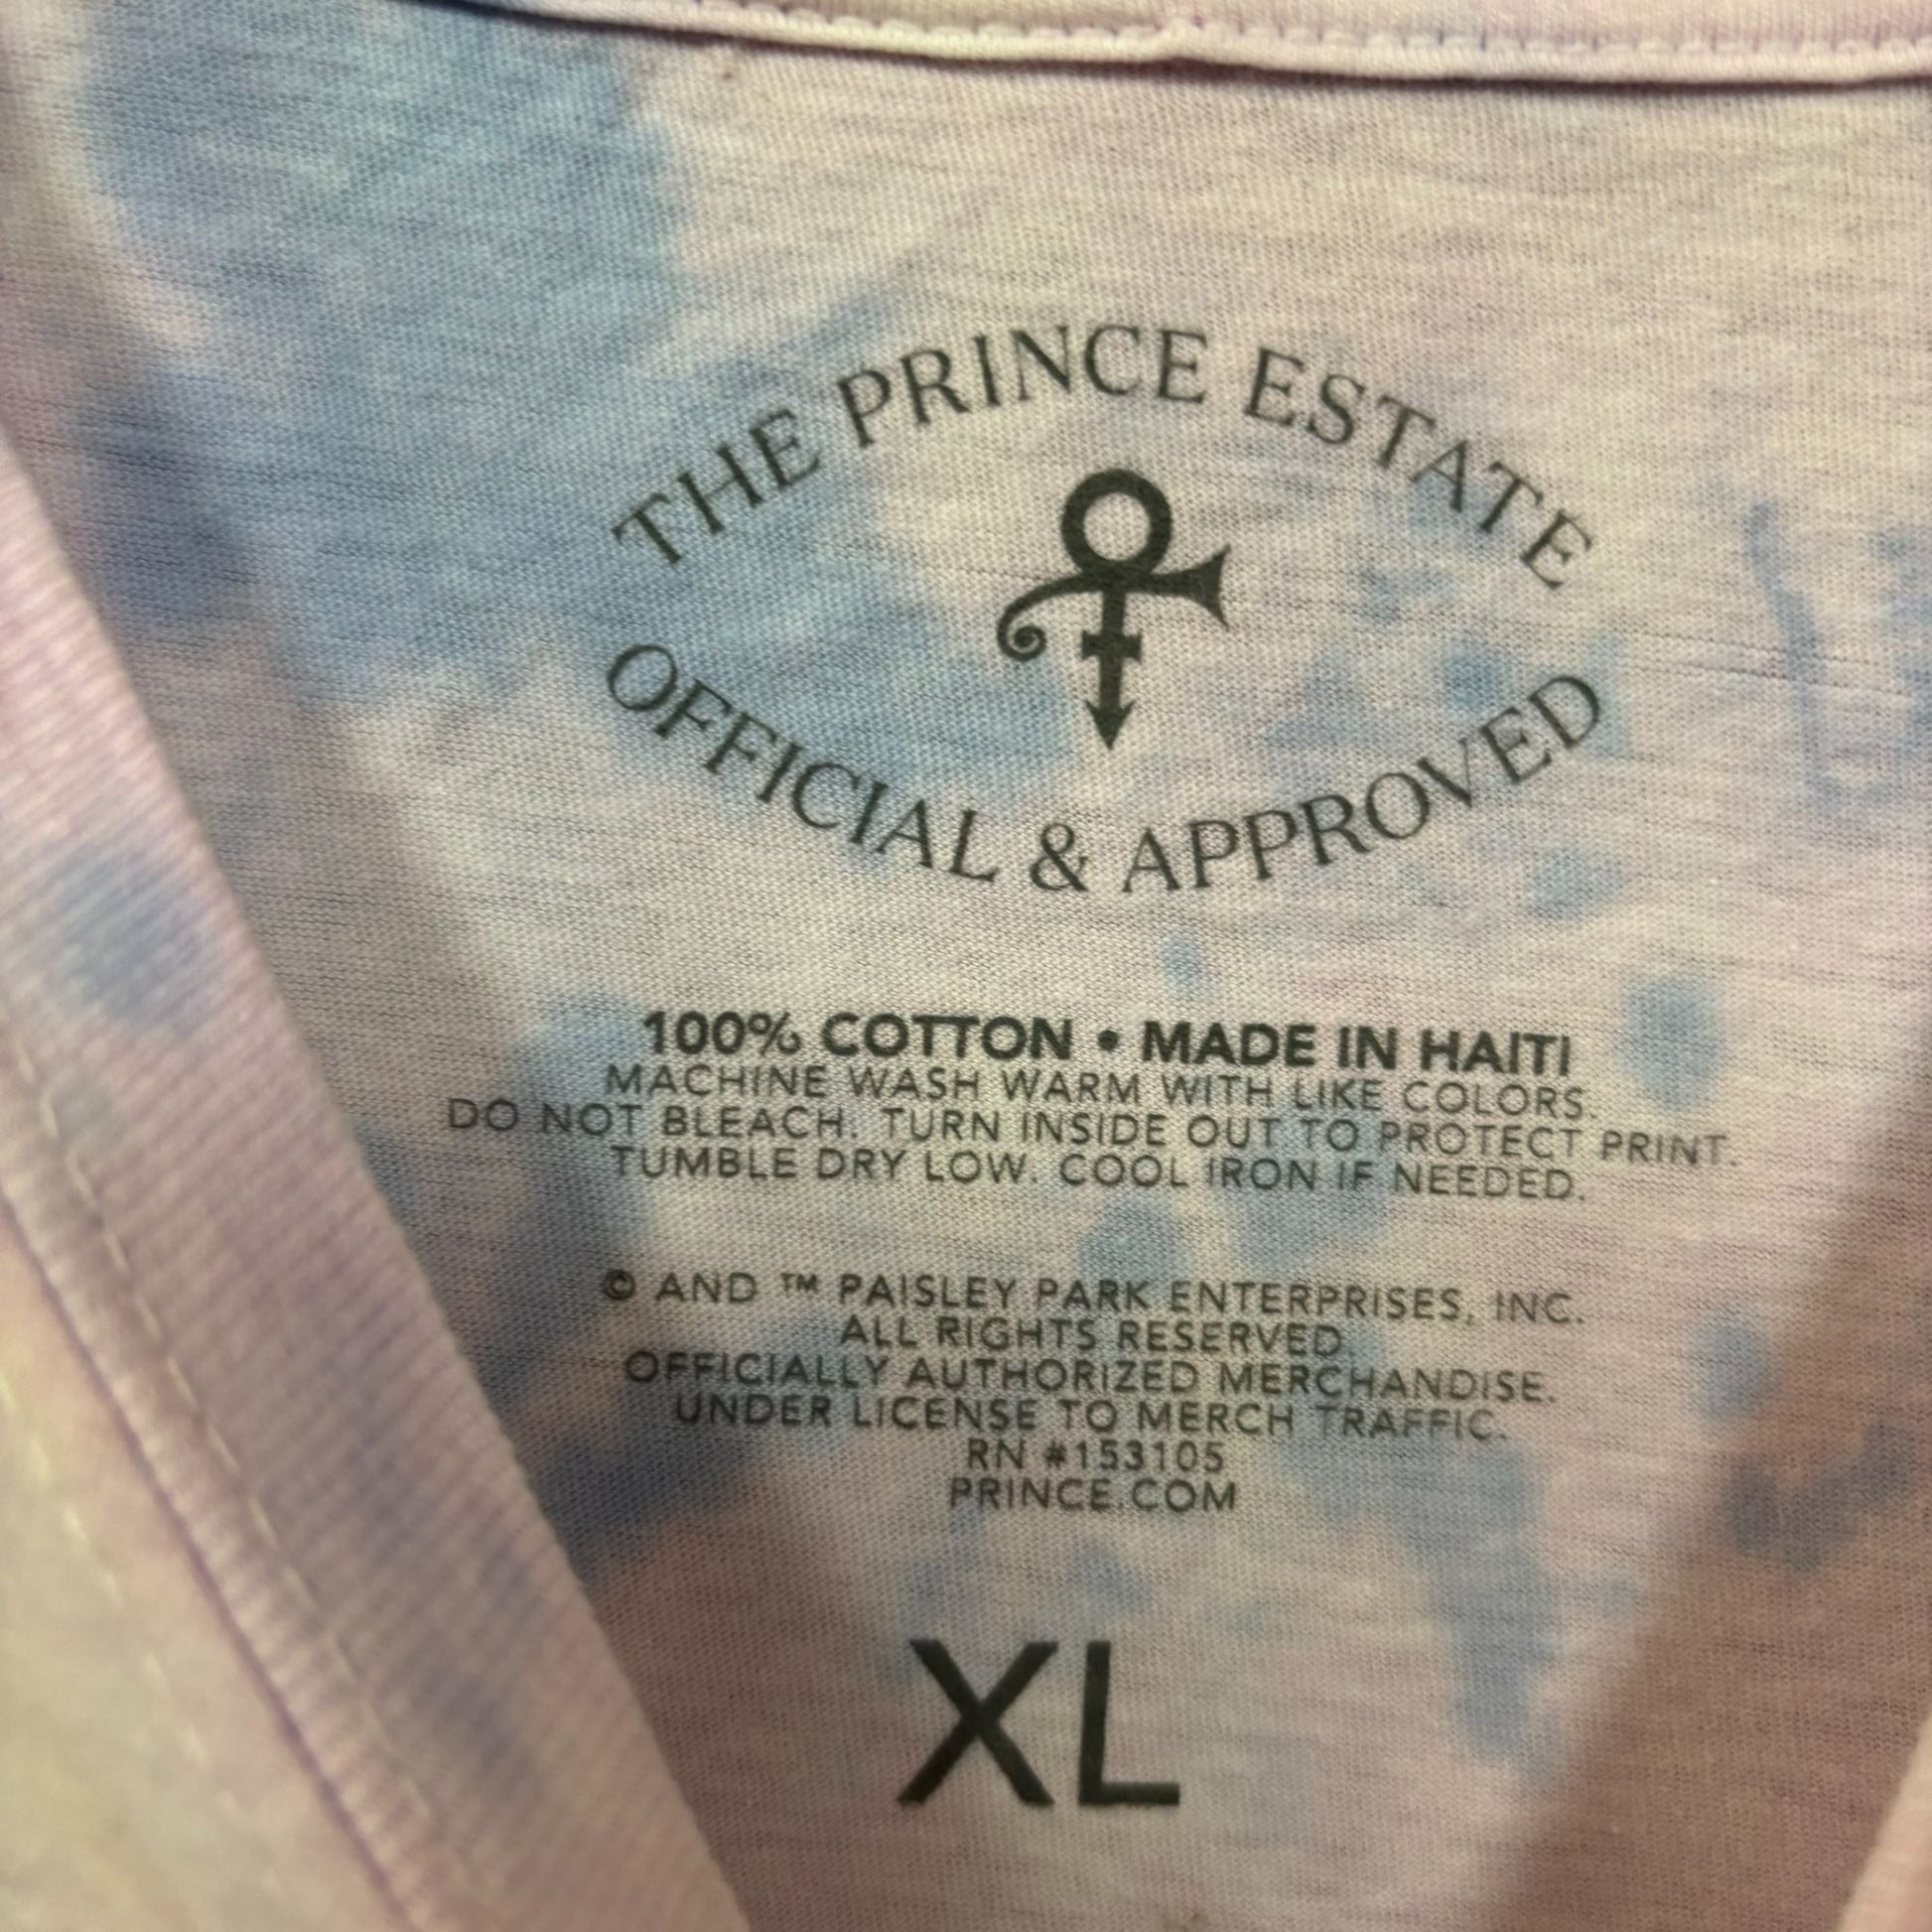 THE PRINCE ESTATE
OFFICIAL & APPROVED
100% COTTON • MADE IN HAITI
MACHINE WASH WARM WITH LIKE COLORS.
DO NOT BLEACH. TURN INSIDE OUT TO PROTECT PRINT.
TUMBLE DRY LOW. COOL IRON IF NEEDED.
© AND ™ PAISLEY PARK ENTERPRISES, INC.
ALL RIGHTS RESERVED.
OFFICIALLY AUTHORIZED MERCHANDISE.
UNDER LICENSE TO MERCH TRAFFIC.
RN #153105
PRINCE.COM
XL